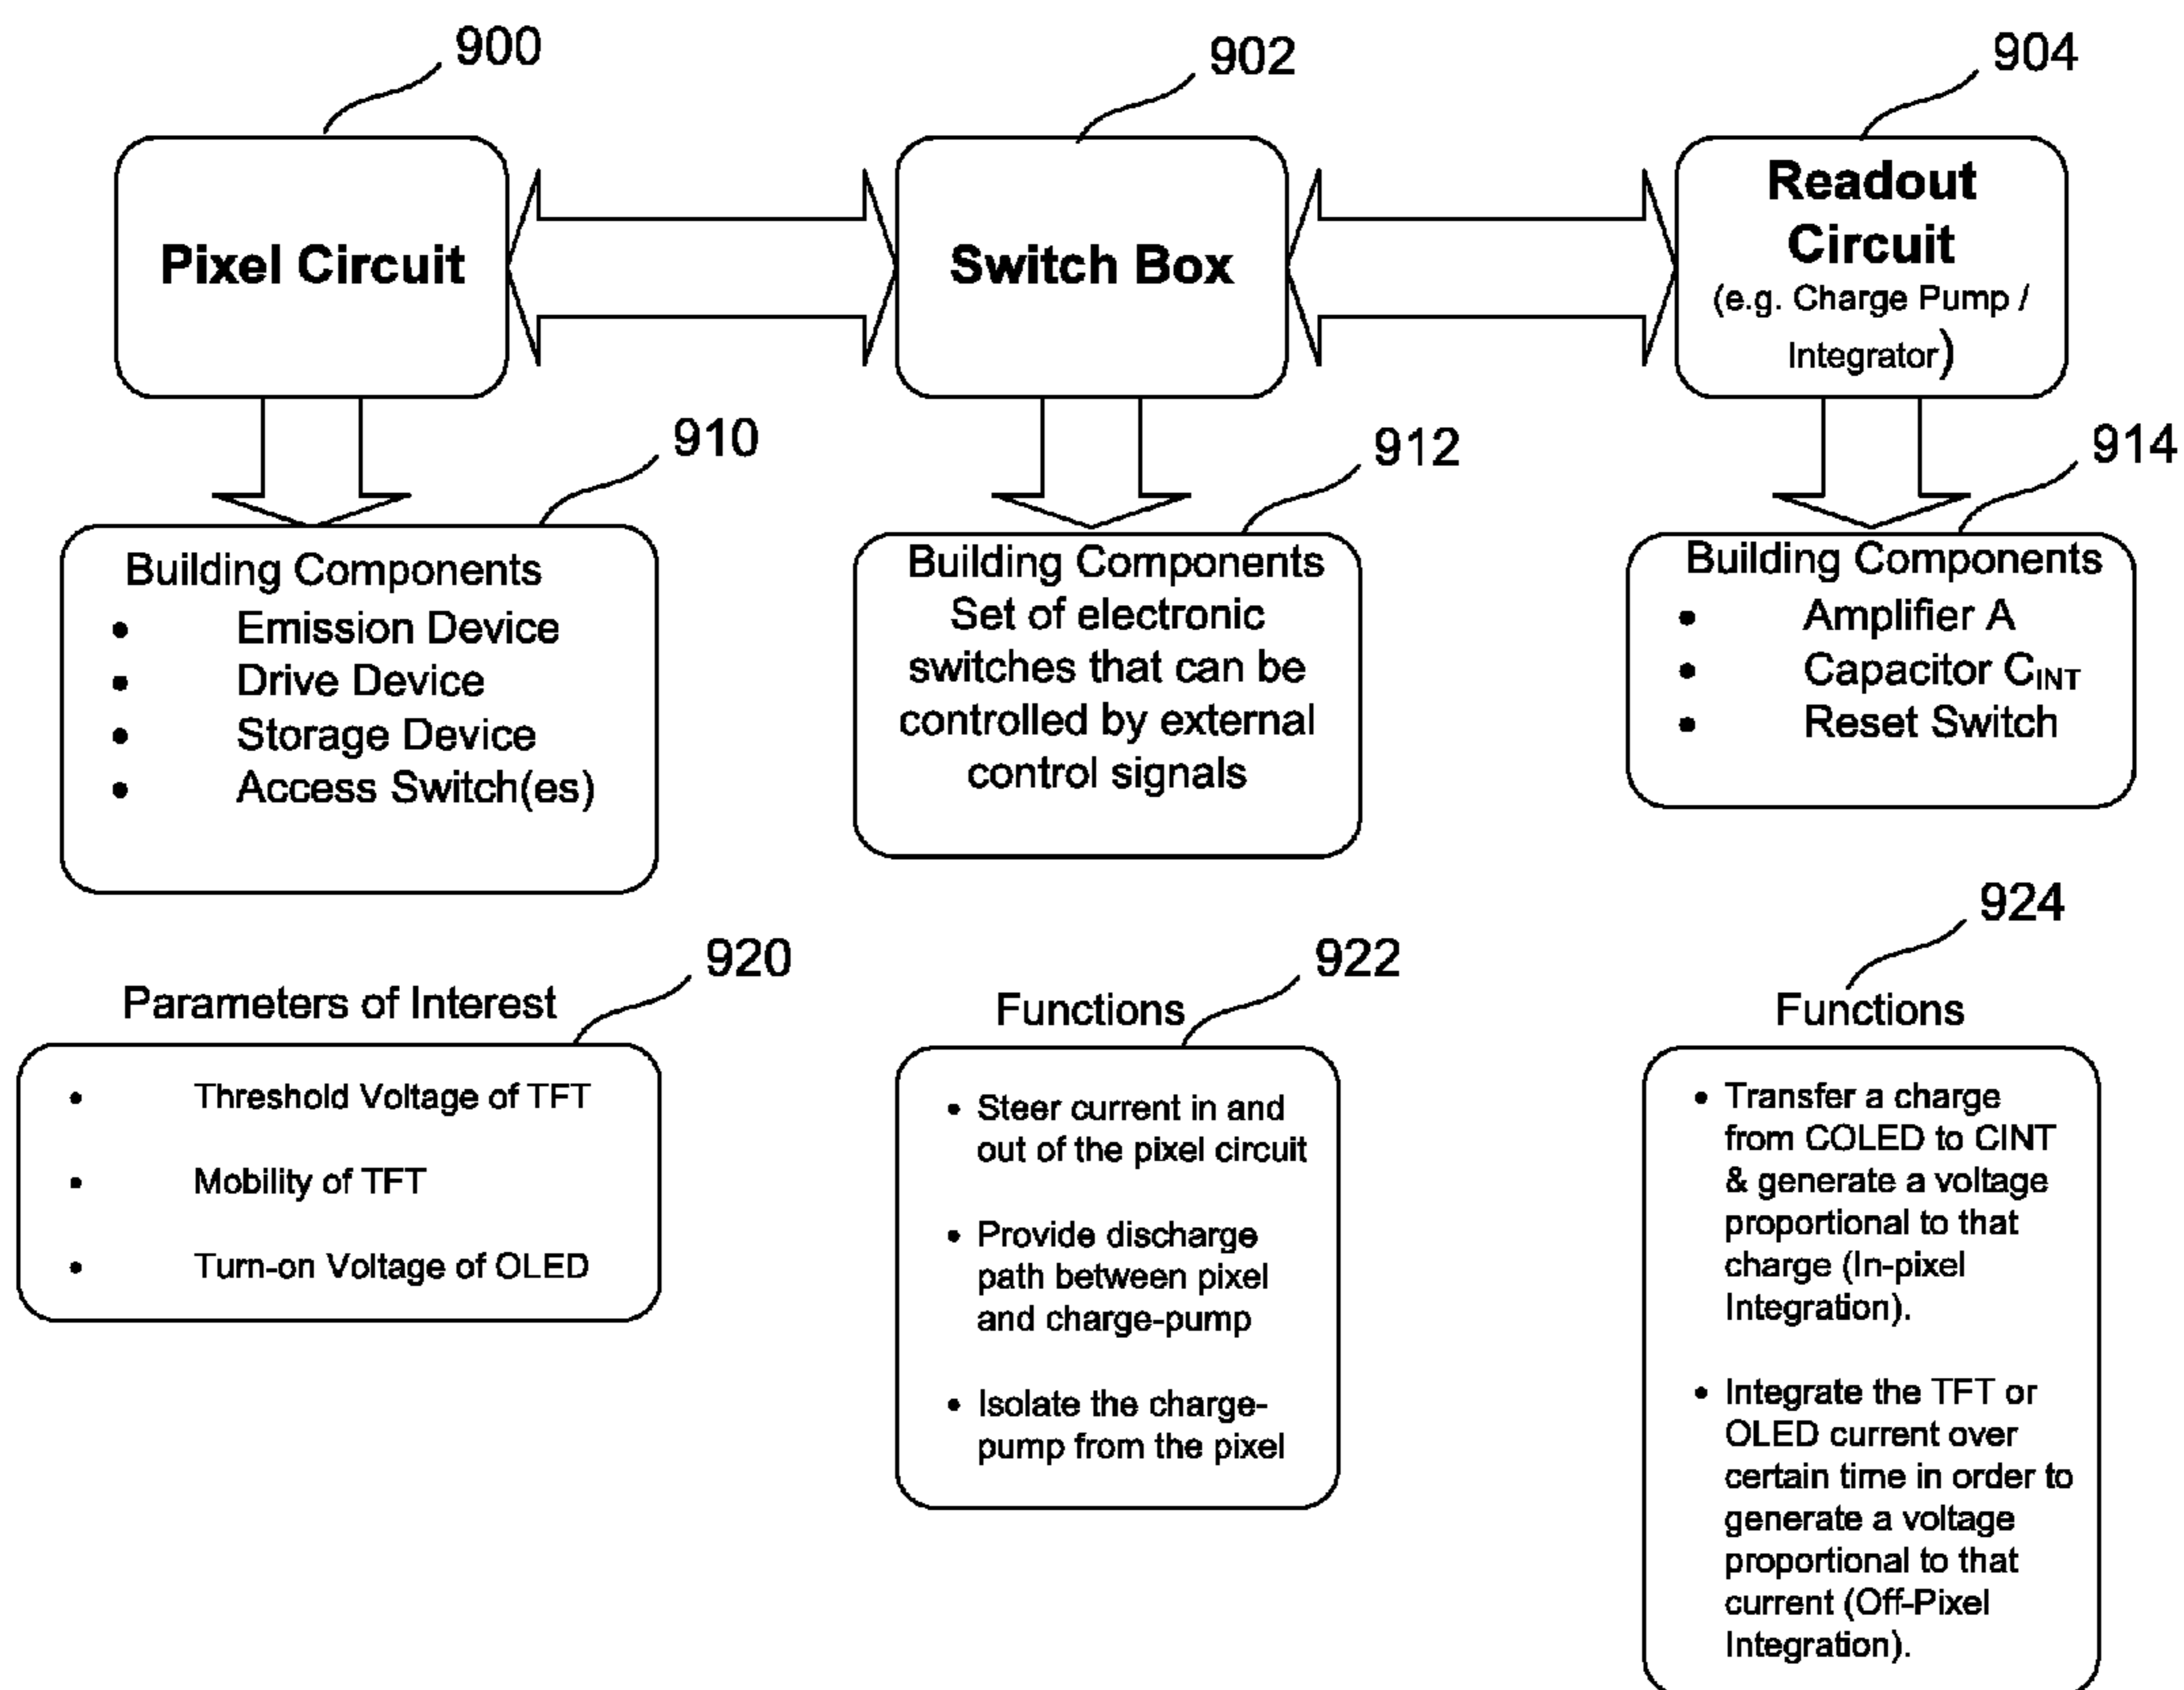 900
902
904
Pixel Circuit
Switch Box
Readout
Circuit
(e.g. Charge Pump /
Integrator)
910
912
914
Building Components
• Emission Device
• Drive Device
• Storage Device
• Access Switch(es)
Building Components
Set of electronic
switches that can be
controlled by external
control signals
Building Components
• Amplifier A
• Capacitor CINT
• Reset Switch
920
922
924
Parameters of Interest
• Threshold Voltage of TFT
• Mobility of TFT
• Turn-on Voltage of OLED
Functions
• Steer current in and
out of the pixel circuit
• Provide discharge
path between pixel
and charge-pump
• Isolate the charge-
pump from the pixel
Functions
• Transfer a charge
from COLED to CINT
& generate a voltage
proportional to that
charge (In-pixel
Integration).
• Integrate the TFT or
OLED current over
certain time in order to
generate a voltage
proportional to that
current (Off-Pixel
Integration).